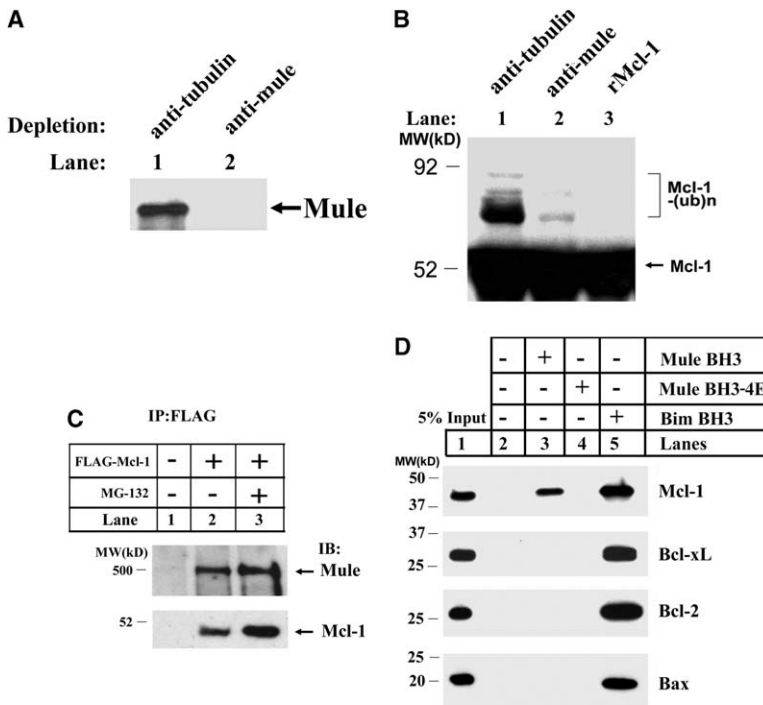 A
Depletion: anti-tubulin anti-mule
Lane: 1 2
Mule
B
anti-tubulin anti-mule rMcl-1
Lane: 1 2 3
MW(kD)
92
Mcl-1
-(ub)n
52
Mcl-1
C
IP:FLAG
FLAG-Mcl-1 - + +
MG-132 - - +
Lane 1 2 3
MW(kD)
IB:
500
Mule
52
Mcl-1
D
- + - - Mule BH3
- - + - Mule BH3-4E
5% Input - - - + Bim BH3
1 2 3 4 5 Lanes
MW(kD)
50
37
Mcl-1
37
25
Bcl-xL
25
Bcl-2
25
20
Bax